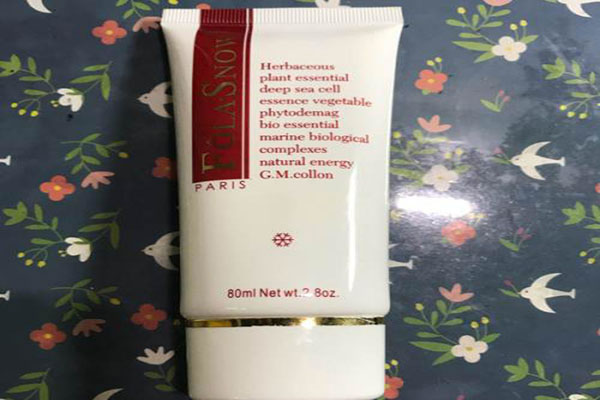 FOLASNOW
PARIS
Herbaceous
plant essential
deep sea cell
essence vegetable
phytodemag
bio essential
marine biological
complexes
natural energy
G.M.collon
80ml Net wt.2.8oz.